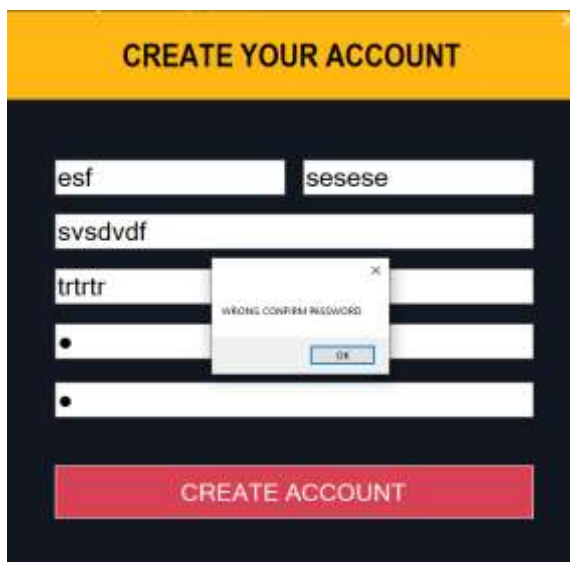 CREATE YOUR ACCOUNT
esf sesese
svsdvdf
trtrtr
WRONG CONFIRM PASSWORD
OK
CREATE ACCOUNT